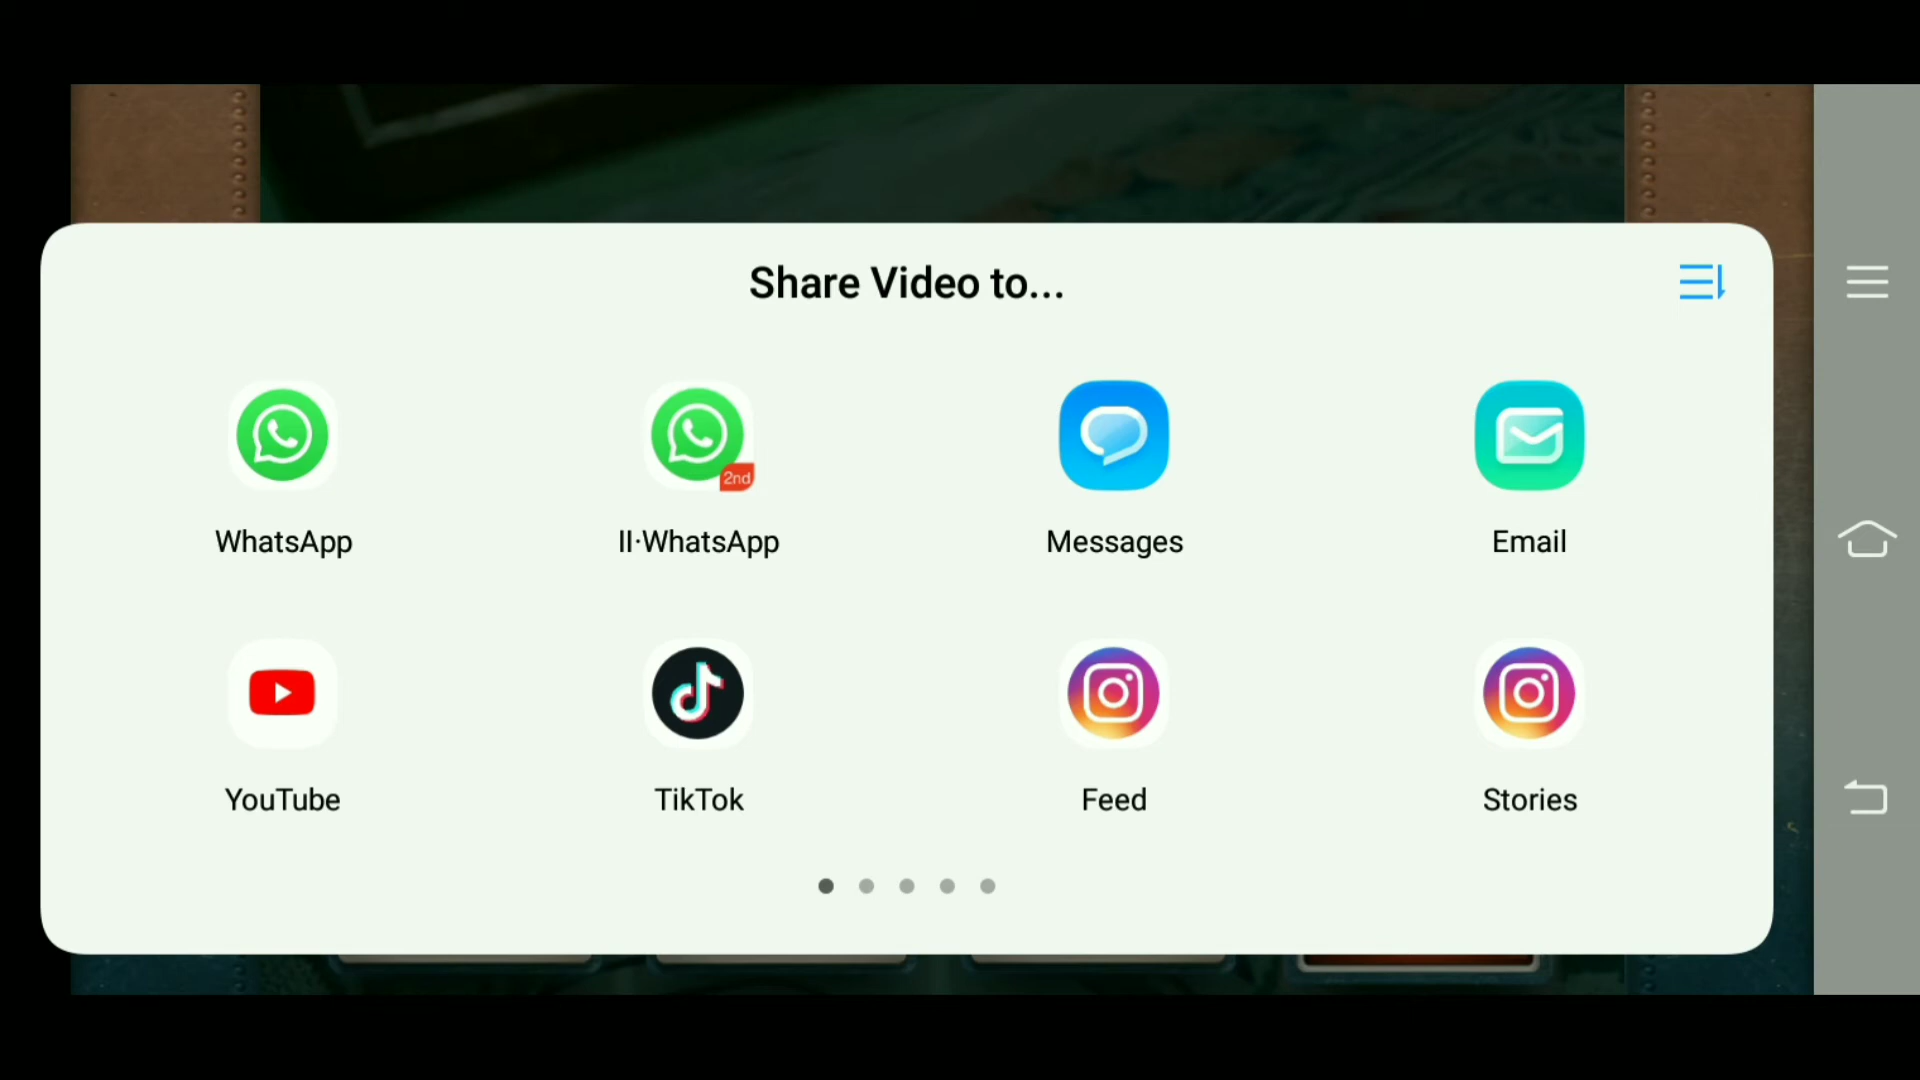 Share Video to...
2nd
WhatsApp
II·WhatsApp
Messages
Email
YouTube
TikTok
Feed
Stories